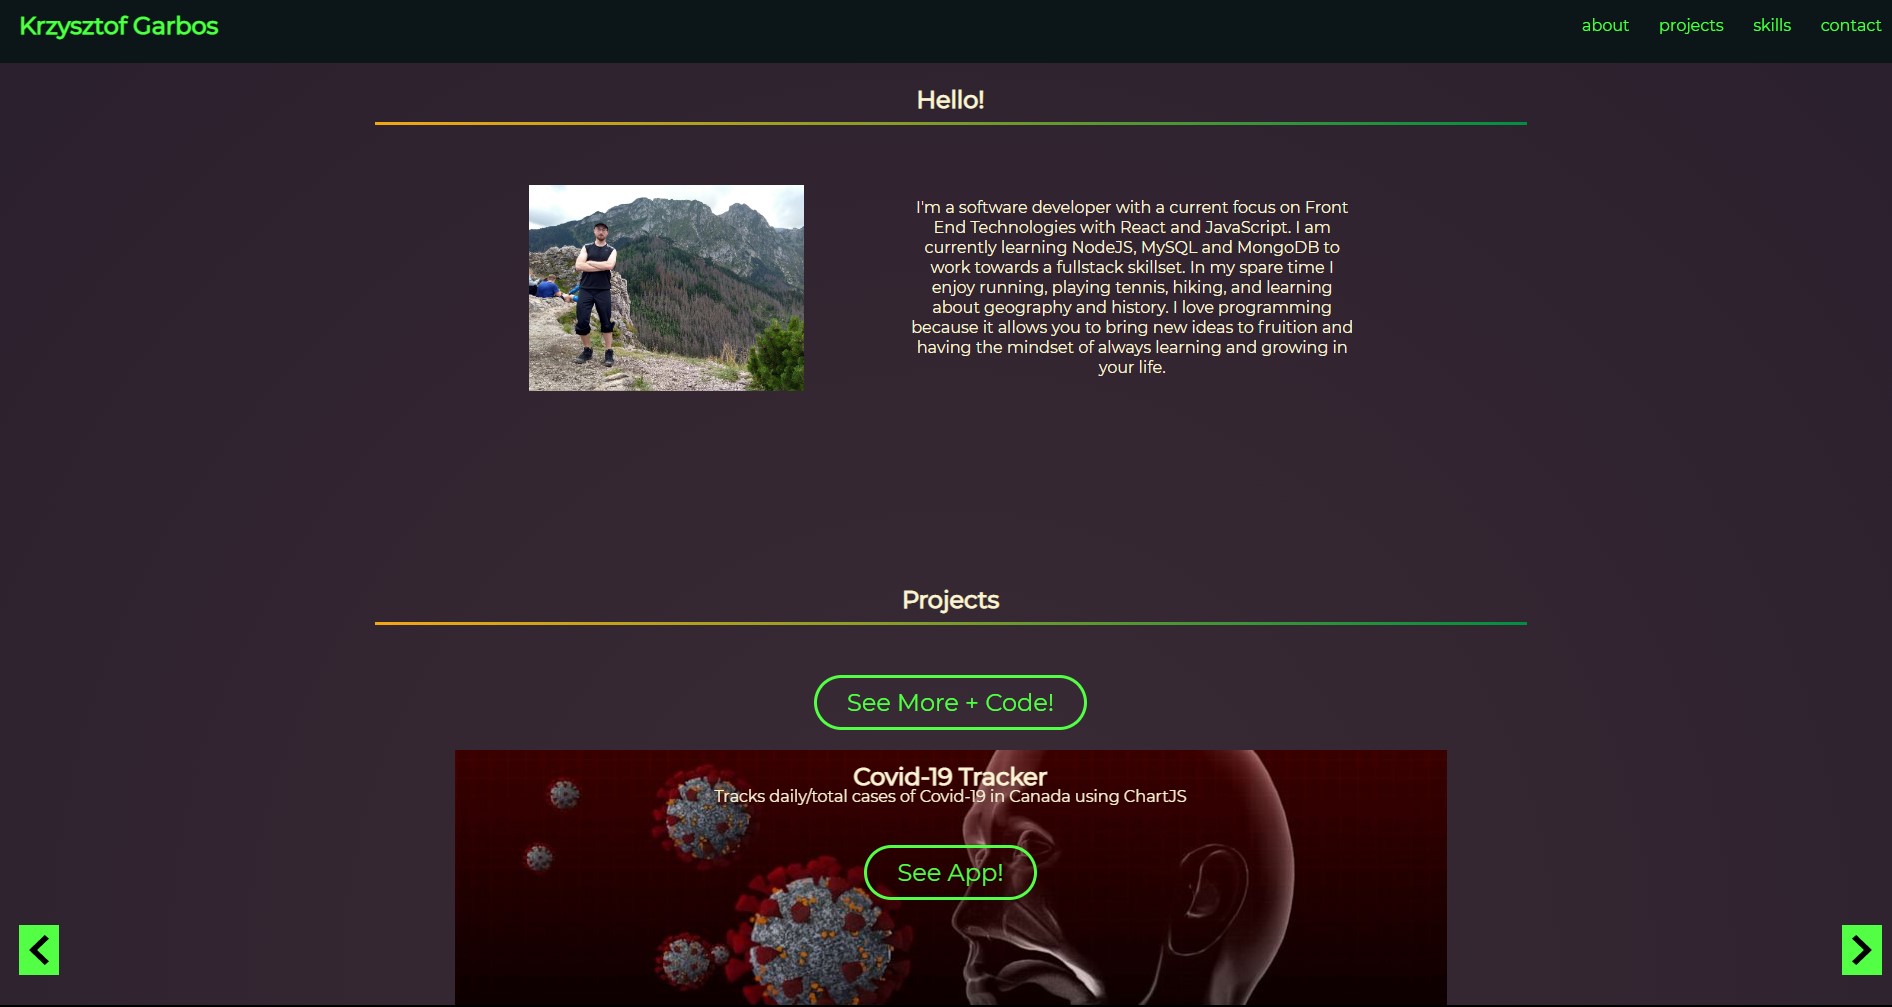 Krzysztof Garbos
about projects skills contact
Hello!
I'm a software developer with a current focus on Front
End Technologies with React and JavaScript. I am
currently learning NodeJS, MySQL and MongoDB to
work towards a fullstack skillset. In my spare time I
enjoy running, playing tennis, hiking, and learning
about geography and history. I love programming
because it allows you to bring new ideas to fruition and
having the mindset of always learning and growing in
your life.
Projects
See More + Code!
Covid-19 Tracker
Tracks daily/total cases of Covid-19 in Canada using ChartJS
See App!